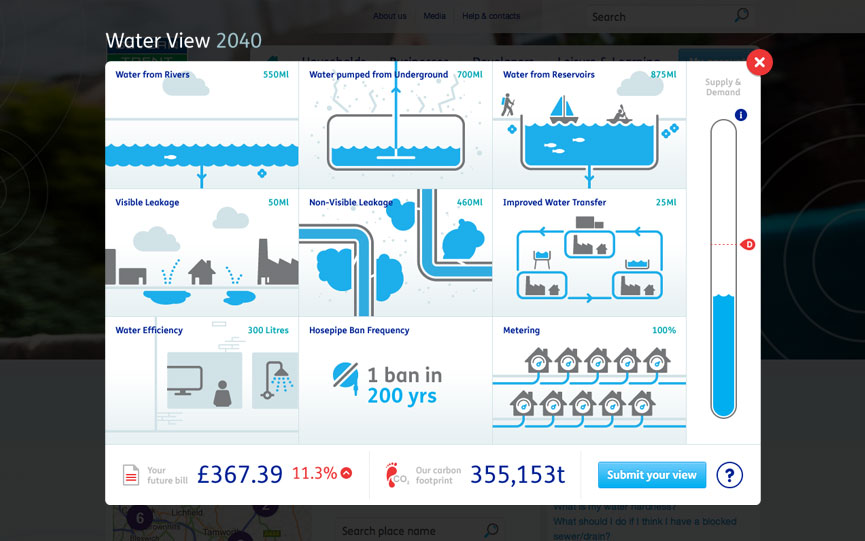 About us
Media
Help & contacts
Search
Water View 2040
Water from Rivers 550Ml
Water pumped from Underground 700Ml
Water from Reservoirs 875Ml
Supply &
Demand
i
Visible Leakage 50Ml
Non-Visible Leakage 460Ml
Improved Water Transfer 25Ml
D
Water Efficiency 300 Litres
Hosepipe Ban Frequency
Metering 100%
1 ban in
200 yrs
Your
future bill
£367.39 11.3%
CO₂
Our carbon
footprint
355,153t
Submit your view
?
6
2
Lichfield
Tamworth
Search place name
What is my water hardness?
What should I do if I think I have a blocked
sewer/drain?